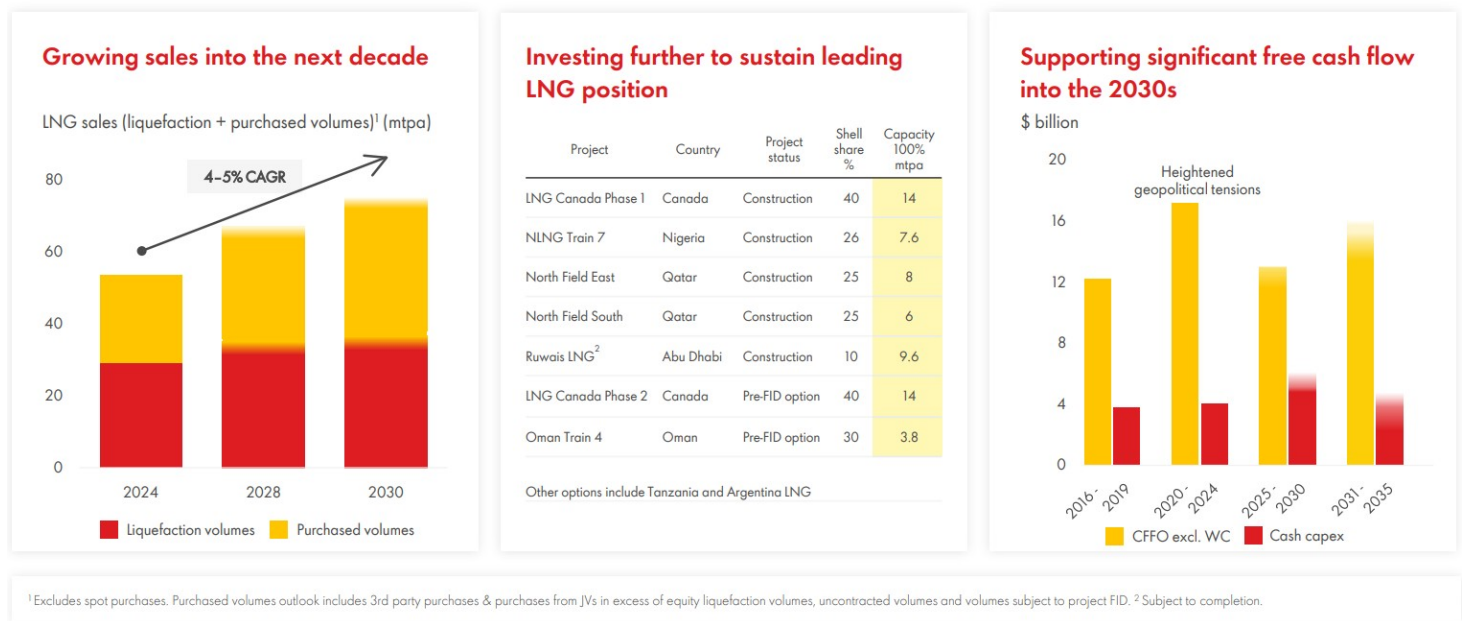 Growing sales into the next decade
LNG sales (liquefaction + purchased volumes)¹ (mtpa)
4–5% CAGR
80
60
40
20
0
2024 2028 2030
Liquefaction volumes Purchased volumes
Investing further to sustain leading
LNG position
Project Country Project status Shell share % Capacity 100% mtpa
LNG Canada Phase 1 Canada Construction 40 14
NLNG Train 7 Nigeria Construction 26 7.6
North Field East Qatar Construction 25 8
North Field South Qatar Construction 25 6
Ruwais LNG² Abu Dhabi Construction 10 9.6
LNG Canada Phase 2 Canada Pre-FID option 40 14
Oman Train 4 Oman Pre-FID option 30 3.8
Other options include Tanzania and Argentina LNG
Supporting significant free cash flow
into the 2030s
$ billion
20
Heightened
geopolitical tensions
16
12
8
4
0
2016 - 2019 2020 - 2024 2025 - 2030 2031 - 2035
CFFO excl. WC Cash capex
¹ Excludes spot purchases. Purchased volumes outlook includes 3rd party purchases & purchases from JVs in excess of equity liquefaction volumes, uncontracted volumes and volumes subject to project FID. ² Subject to completion.